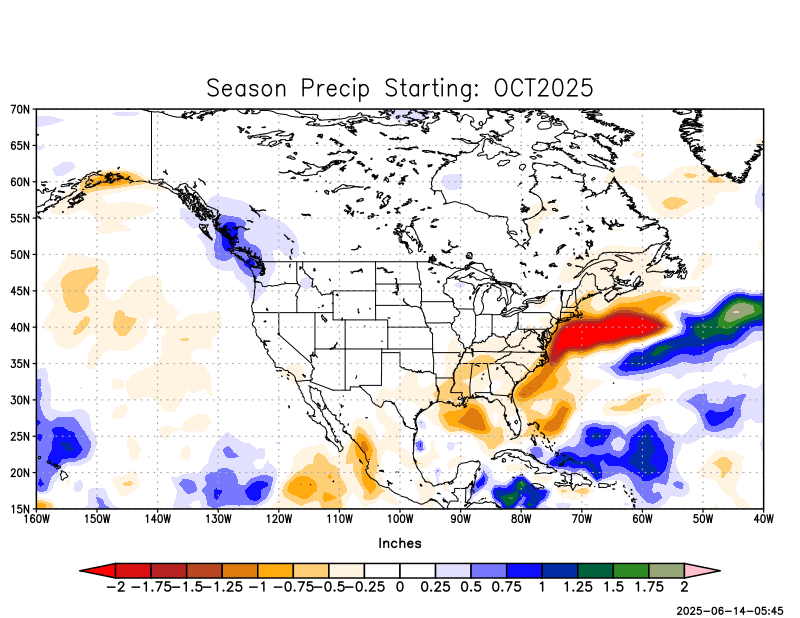 Season Precip Starting: OCT2025
70N
65N
60N
55N
50N
45N
40N
35N
30N
25N
20N
15N
160W 150W 140W 130W 120W 110W 100W 90W 80W 70W 60W 50W 40W
Inches
-2 -1.75 -1.5 -1.25 -1 -0.75 -0.5 -0.25 0 0.25 0.5 0.75 1 1.25 1.5 1.75 2
2025-06-14-05:45